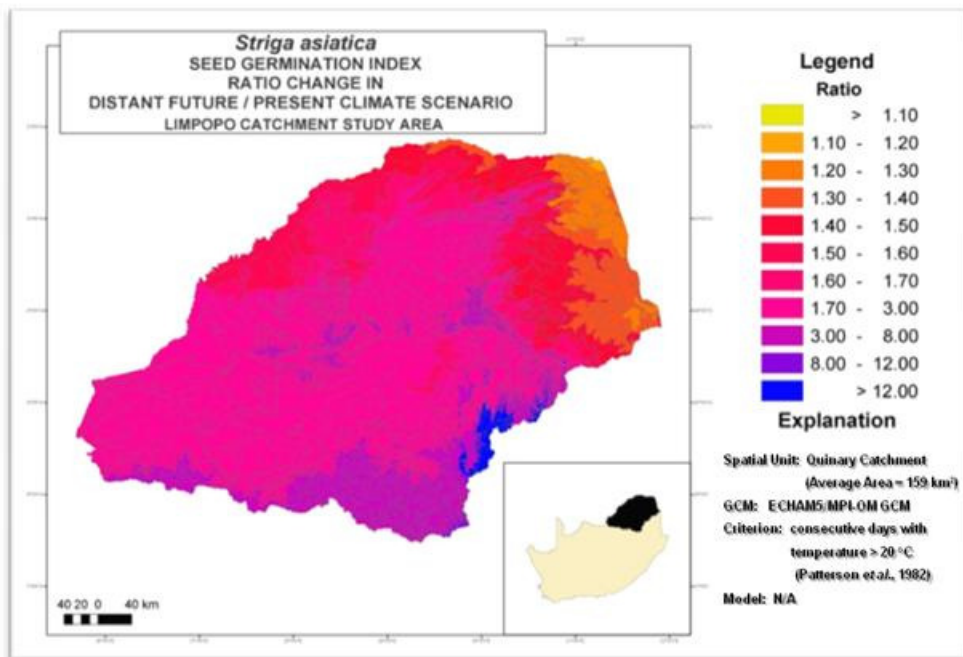 Striga asiatica
SEED GERMINATION INDEX
RATIO CHANGE IN
DISTANT FUTURE / PRESENT CLIMATE SCENARIO
LIMPOPO CATCHMENT STUDY AREA
Legend
Ratio
> 1.10
1.10 - 1.20
1.20 - 1.30
1.30 - 1.40
1.40 - 1.50
1.50 - 1.60
1.60 - 1.70
1.70 - 3.00
3.00 - 8.00
8.00 - 12.00
> 12.00
Explanation
Spatial Unit: Quinary Catchment
(Average Area = 159 km²)
GCM: ECHAM5/MPI-OM GCM
Criterion: consecutive days with
temperature > 20 °C
(Patterson et al., 1982)
Model: N/A
40 20 0 40 km